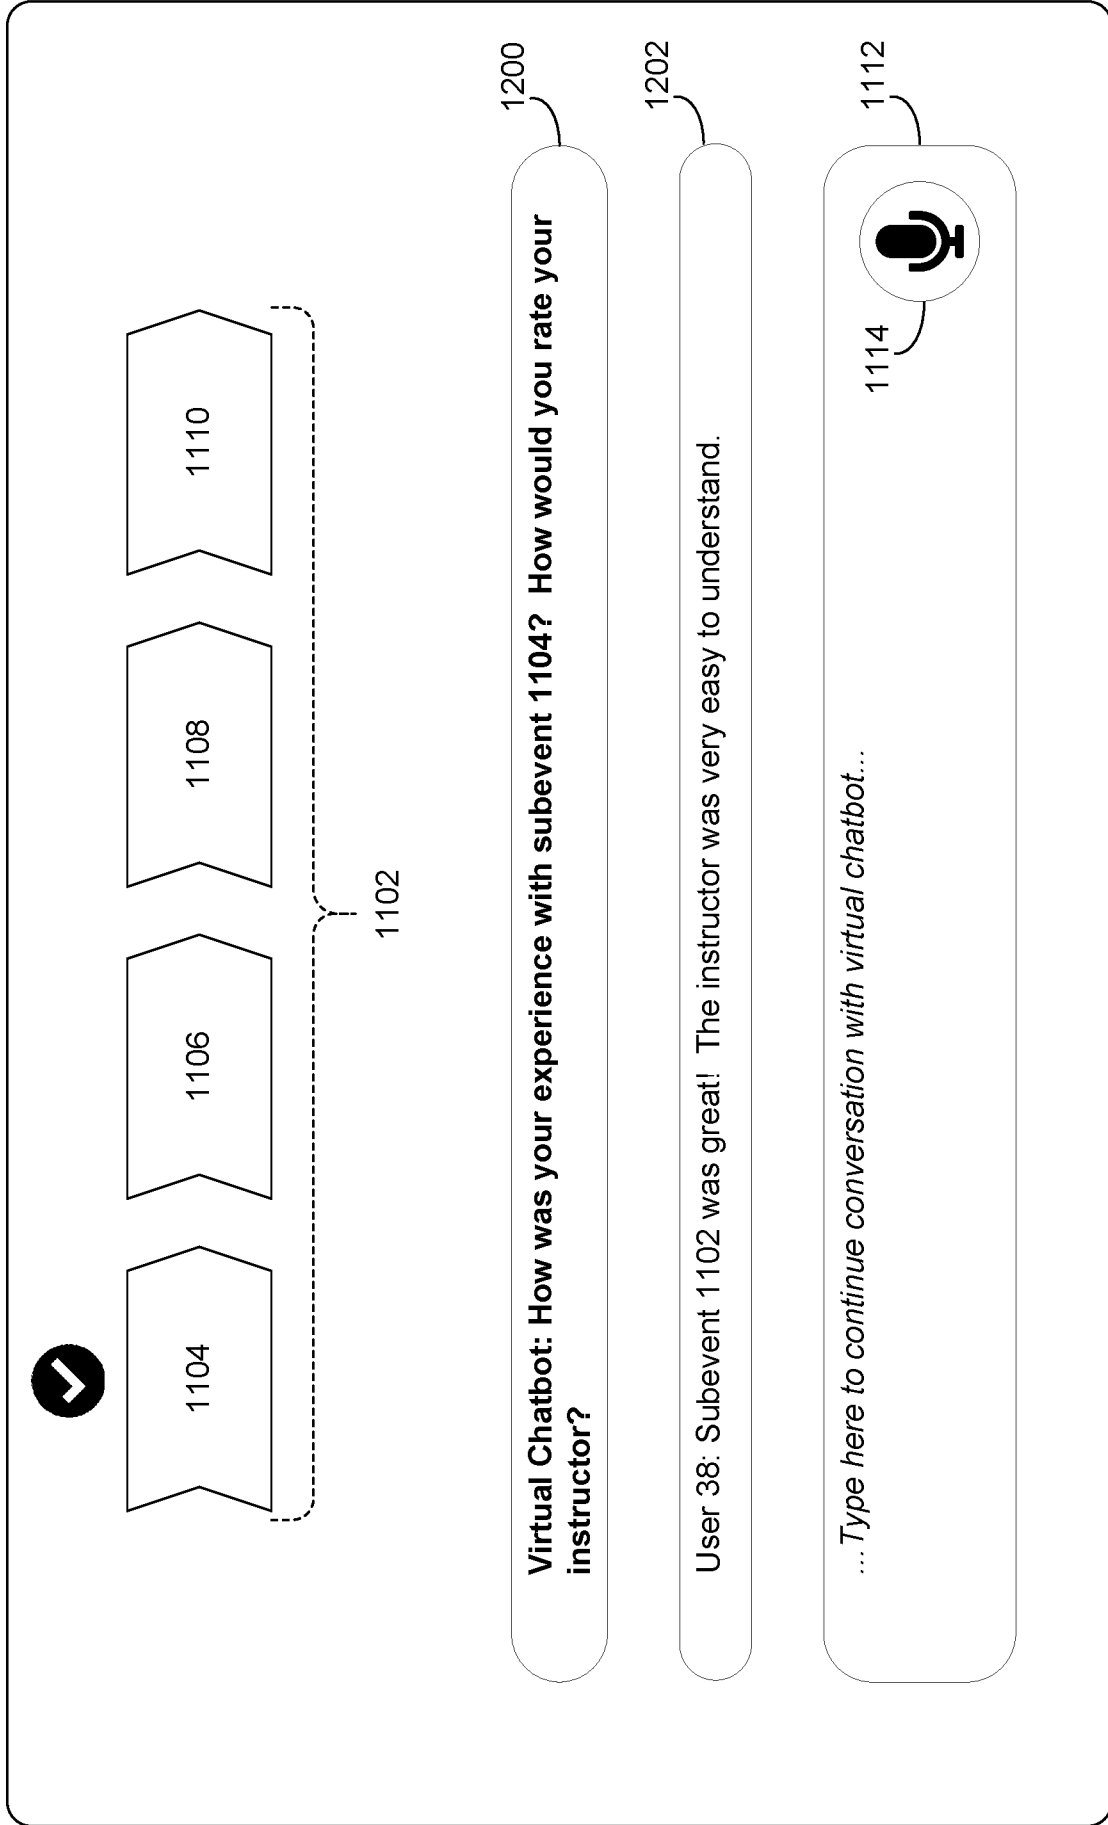 1104
1106
1108
1110
1102
1200
Virtual Chatbot: How was your experience with subevent 1104?  How would you rate your
instructor?
1202
User 38: Subevent 1102 was great!  The instructor was very easy to understand.
1112
...Type here to continue conversation with virtual chatbot...
1114